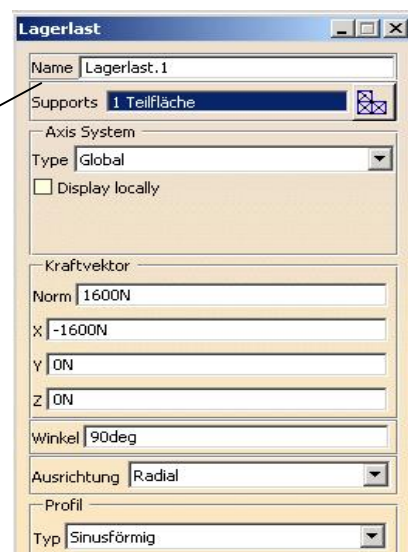 Lagerlast
Name Lagerlast.1
Supports 1 Teilfläche
Axis System
Type Global
Display locally
Kraftvektor
Norm 1600N
X -1600N
Y 0N
Z 0N
Winkel 90deg
Ausrichtung Radial
Profil
Typ Sinusförmig